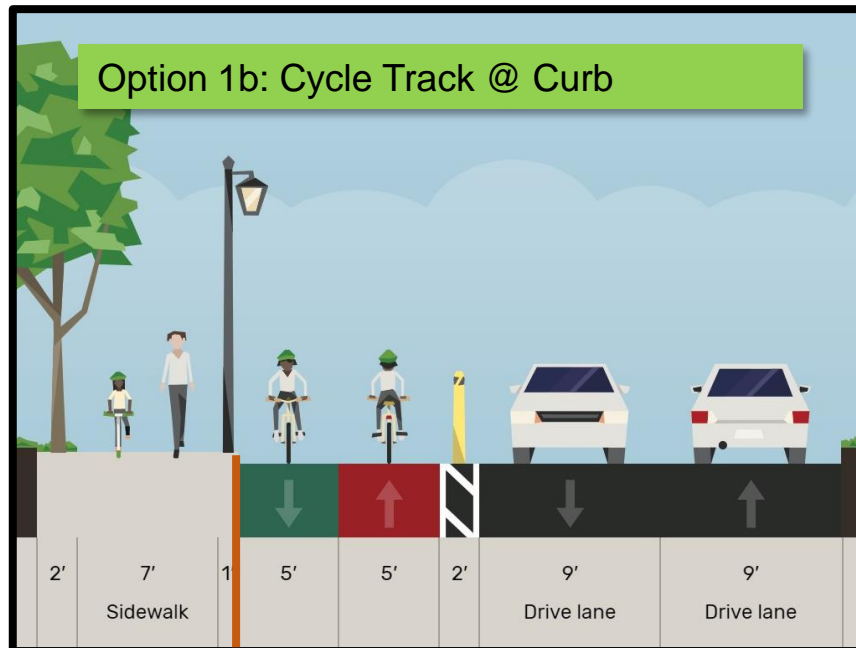 Option 1b: Cycle Track @ Curb
2′ 7′ 1′ 5′ 5′ 2′ 9′ 9′
Sidewalk Drive lane Drive lane